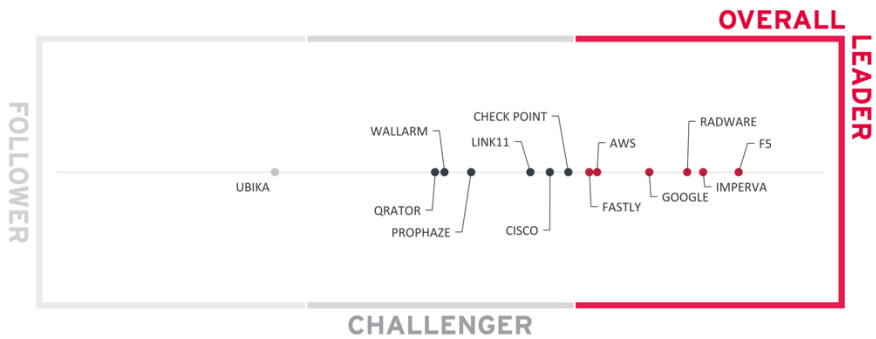 OVERALL
LEADER
FOLLOWER
CHECK POINT
RADWARE
WALLARM
LINK11
AWS
F5
UBIKA
IMPERVA
GOOGLE
QRATOR
FASTLY
PROPHAZE
CISCO
CHALLENGER